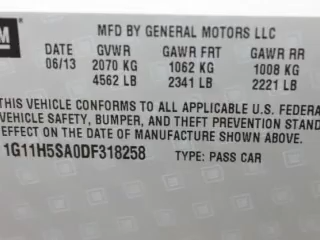 GM
MFD BY GENERAL MOTORS LLC
DATE GVWR GAWR FRT GAWR RR
06/13 2070 KG 1062 KG 1008 KG
4562 LB 2341 LB 2221 LB
THIS VEHICLE CONFORMS TO ALL APPLICABLE U.S. FEDERA
VEHICLE SAFETY, BUMPER, AND THEFT PREVENTION STAND
EFFECT ON THE DATE OF MANUFACTURE SHOWN ABOVE.
1G11H5SA0DF318258 TYPE: PASS CAR